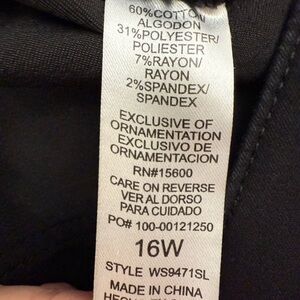 60%COTTON
ALGODON
31%POLYESTER/
POLIESTER
7%RAYON/
RAYON
2%SPANDEX/
SPANDEX
EXCLUSIVE OF
ORNAMENTATION
EXCLUSIVO DE
ORNAMENTACION
RN#15600
CARE ON REVERSE
VER AL DORSO
PARA CUIDADO
PO# 100-00121250
16W
STYLE WS9471SL
MADE IN CHINA